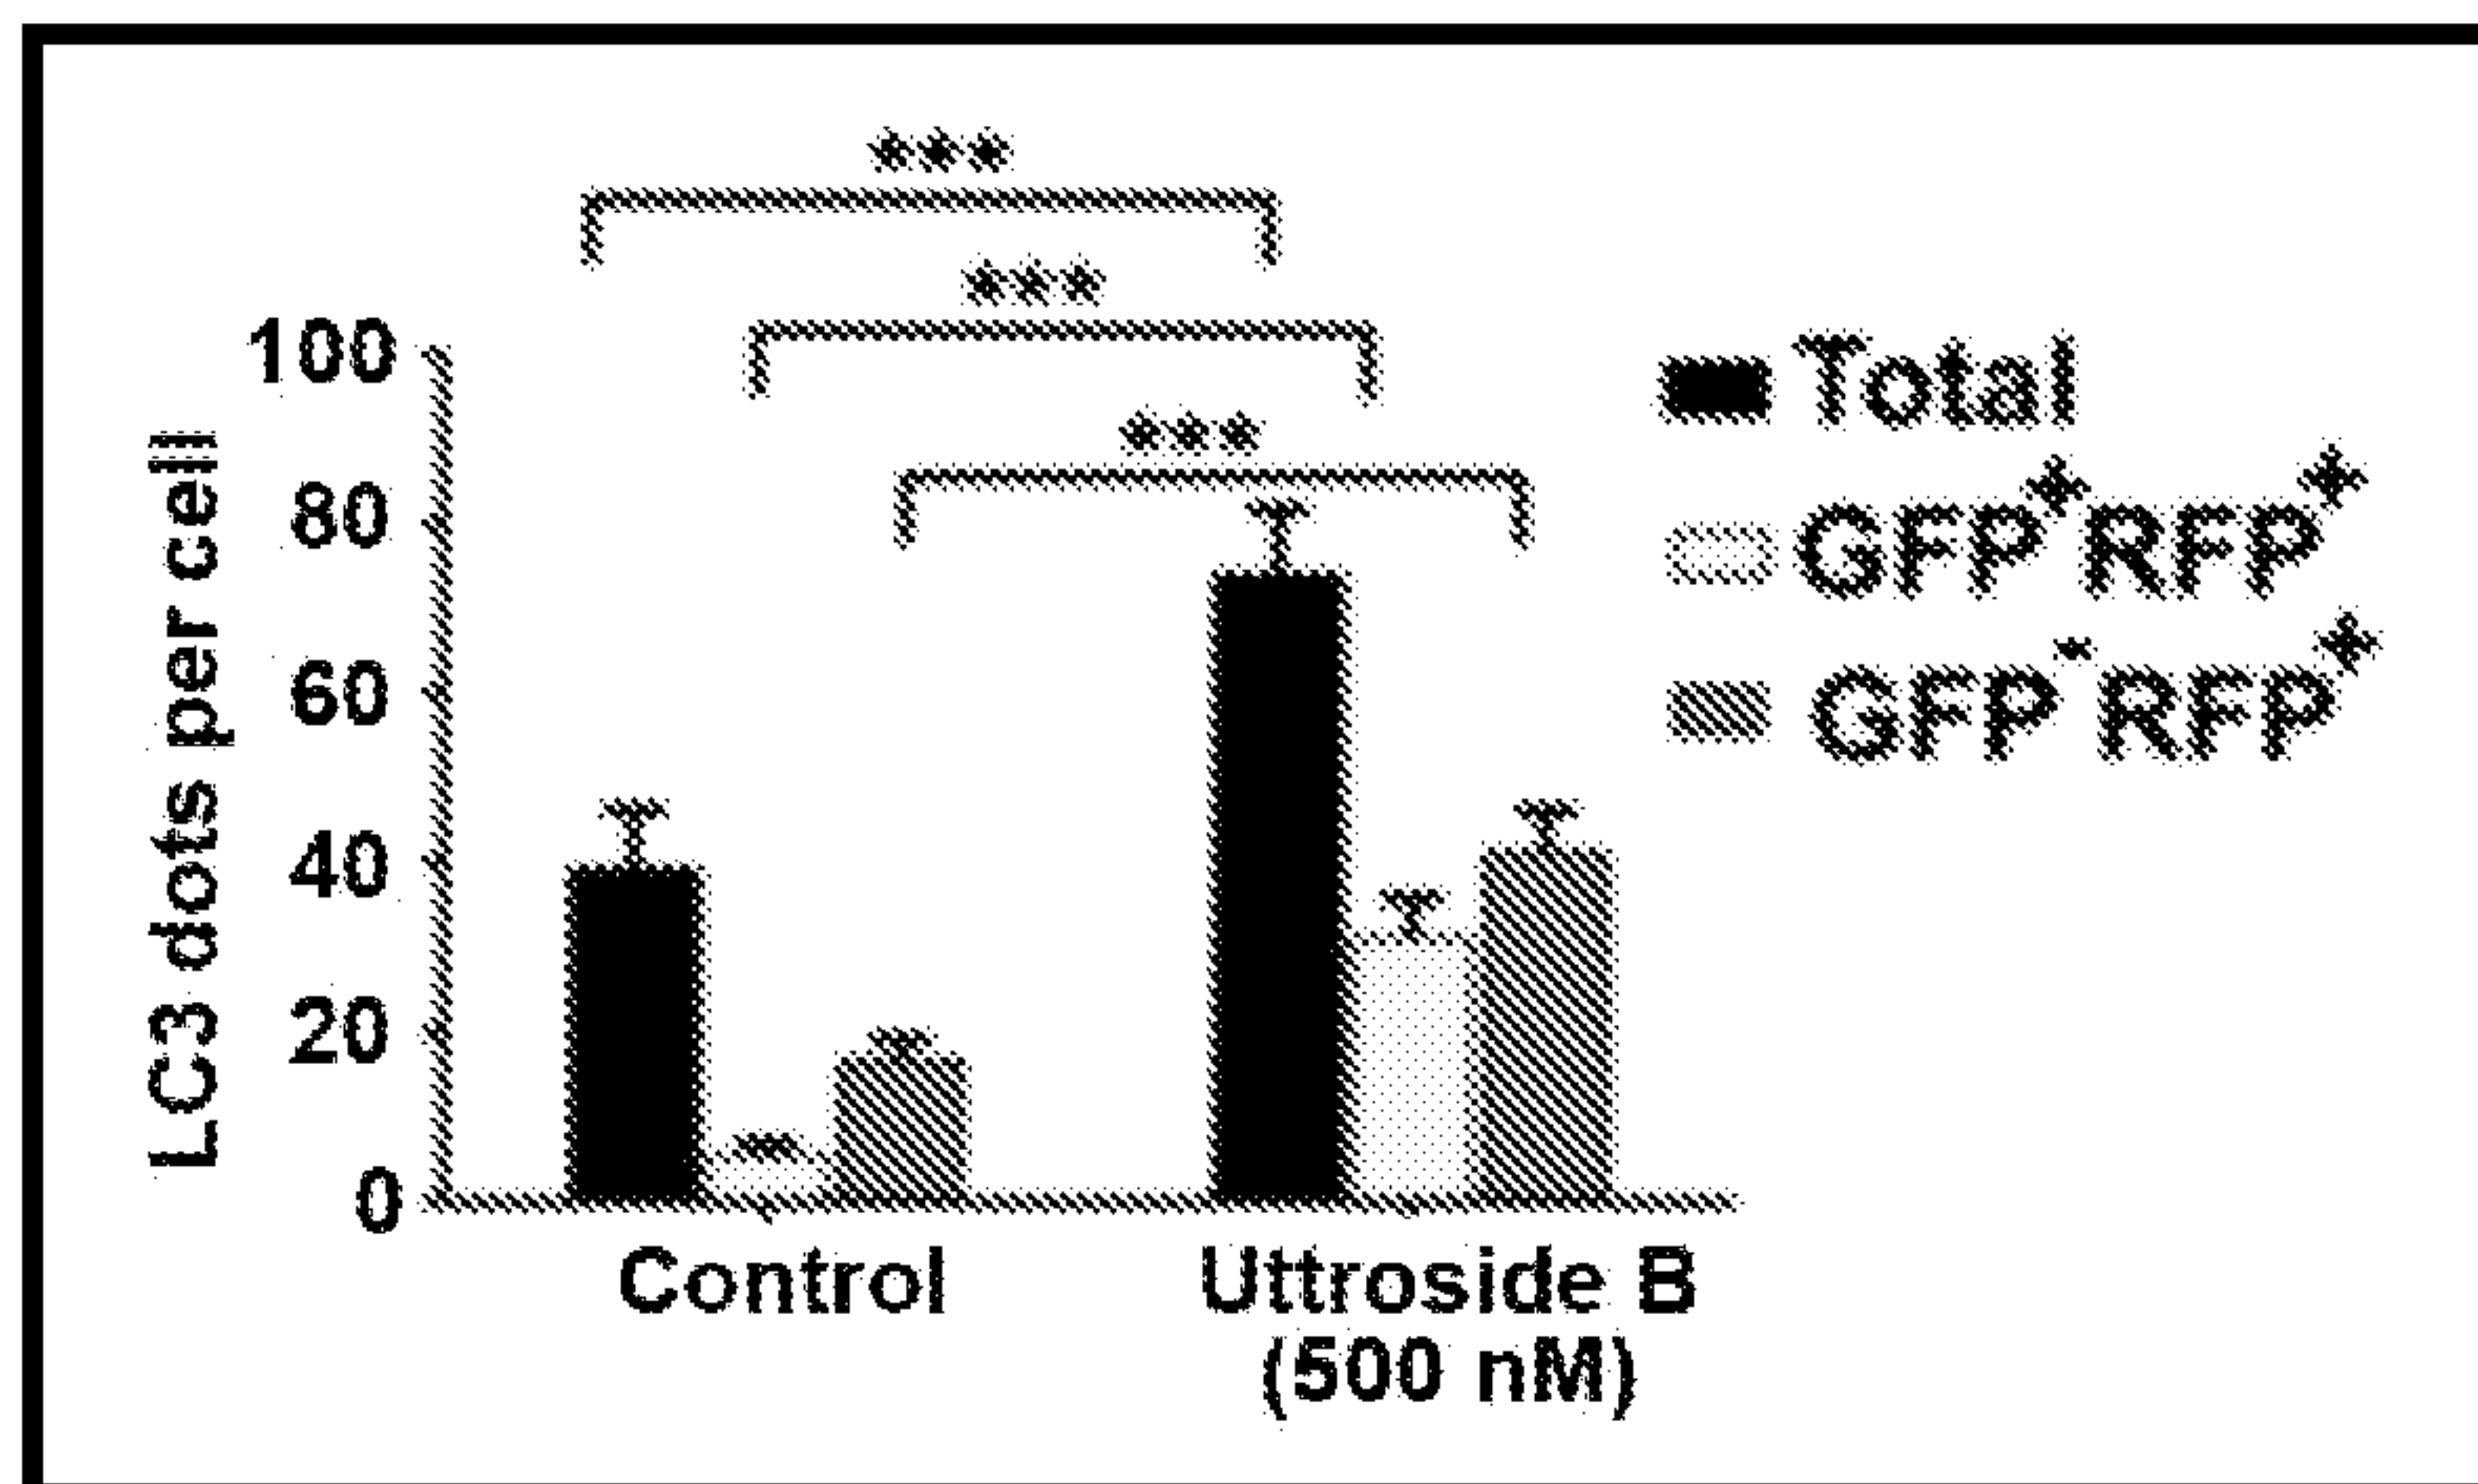 ***
***
***
100
80
60
40
20
0
LC3 dots per cell
Total
GFP⁺RFP⁺
GFP⁻RFP⁺
Control
Uttroside B
(500 nM)